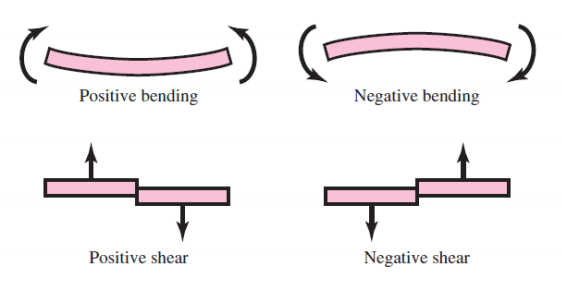 Positive bending
Negative bending
Positive shear
Negative shear